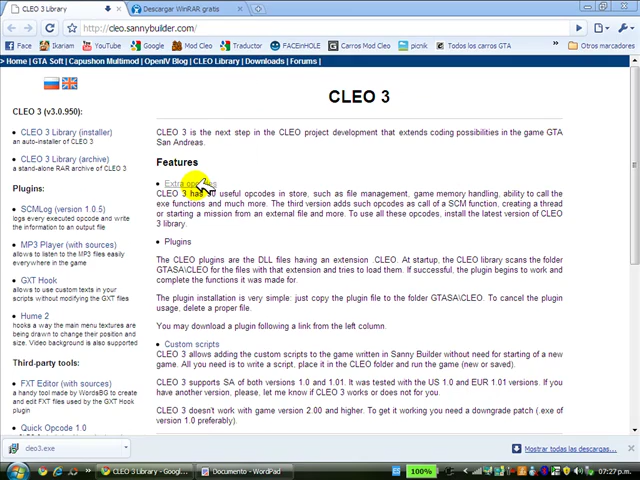 CLEO 3 Library
Descargar WinRAR gratis
http://cleo.sannybuilder.com/
Face
Ikariam
YouTube
Google
Mod Cleo
Traductor
FACEnHOLE
Carros Mod Cleo
picnik
Todos los carros GTA
Otros marcadores
> Home | GTA Soft | Capushon Multimod | OpenIV Blog | CLEO Library | Downloads | Forums |
CLEO 3 (v3.0.950):
CLEO 3 Library (installer)
an auto-installer of CLEO 3
CLEO 3 Library (archive)
a stand-alone RAR archive of CLEO 3
Plugins:
SCMLog (version 1.0.5)
logs every executed opcode and write
the information to an output file
MP3 Player (with sources)
allows to listen to the MP3 files easily
everywhere in the game
GXT Hook
allows to use custom texts in your
scripts without modifying the GXT files
Hume 2
hooks a way the main menu textures are
being drawn to change their position and
size. Video background is also supported
Third-party tools:
FXT Editor (with sources)
a handy tool made by WordsBG to create
and edit FXT files used by the GXT Hook
plugin
Quick Opcode 1.0
CLEO 3
CLEO 3 is the next step in the CLEO project development that extends coding possibilities in the game GTA
San Andreas.
Features
Extra
CLEO 3 has useful opcodes in store, such as file management, game memory handling, ability to call the
exe functions and much more. The third version adds such opcodes as call of a SCM function, creating a thread
or starting a mission from an external file and more. To use all these opcodes, install the latest version of CLEO
3 library.
Plugins
The CLEO plugins are the DLL files having an extension .CLEO. At startup, the CLEO library scans the folder
GTASA\CLEO for the files with that extension and tries to load them. If successful, the plugin begins to work and
complete the functions it was made for.
The plugin installation is very simple: just copy the plugin file to the folder GTASA\CLEO. To cancel the plugin
usage, delete a proper file.
You may download a plugin following a link from the left column.
Custom scripts
CLEO 3 allows adding the custom scripts to the game written in Sanny Builder without need for starting of a new
game. All you need is to write a script, place it in the CLEO folder and run the game (new or saved).
CLEO 3 supports SA of both versions 1.0 and 1.01. It was tested with the US 1.0 and EUR 1.01 versions. If you
have another version, please, let me know if CLEO 3 works or does not for you.
CLEO 3 doesn't work with game version 2.00 and higher. To get it working you need a downgrade patch (.exe of
version 1.0 preferably).
cleo3.exe
Mostrar todas las descargas...
CLEO 3 Library - Googl...
Documento - WordPad
100%
07:27 p.m.